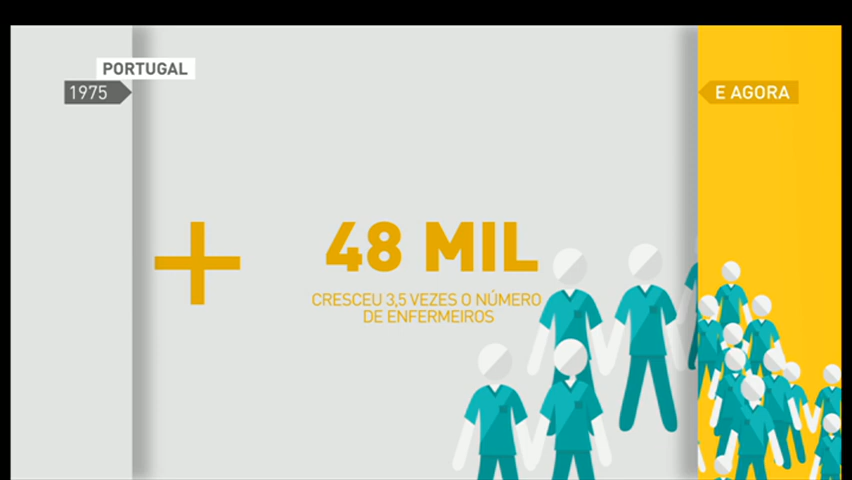 PORTUGAL
1975
E AGORA
+ 48 MIL
CRESCEU 3,5 VEZES O NÚMERO
DE ENFERMEIROS